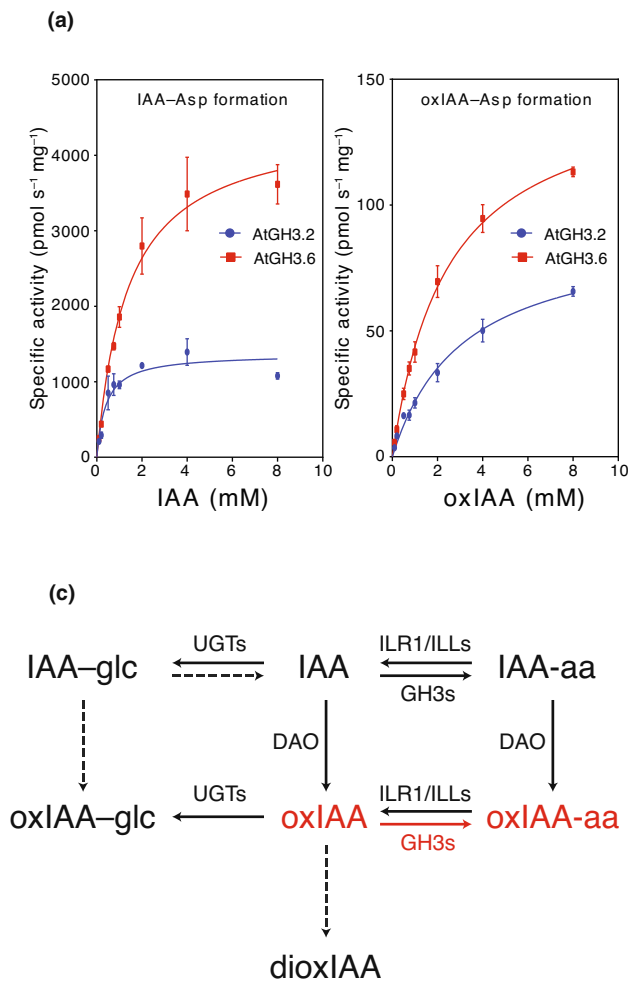 (a)
IAA–Asp formation
5000
4000
3000
2000
1000
0
Specific activity (pmol s⁻¹ mg⁻¹)
AtGH3.2
AtGH3.6
0 2 4 6 8 10
IAA (mM)
oxIAA–Asp formation
150
100
50
0
Specific activity (pmol s⁻¹ mg⁻¹)
AtGH3.2
AtGH3.6
0 2 4 6 8 10
oxIAA (mM)
(c)
IAA–glc UGTs IAA ILR1/ILLs IAA-aa
GH3s
DAO DAO
oxIAA–glc UGTs oxIAA ILR1/ILLs oxIAA-aa
GH3s
dioxIAA